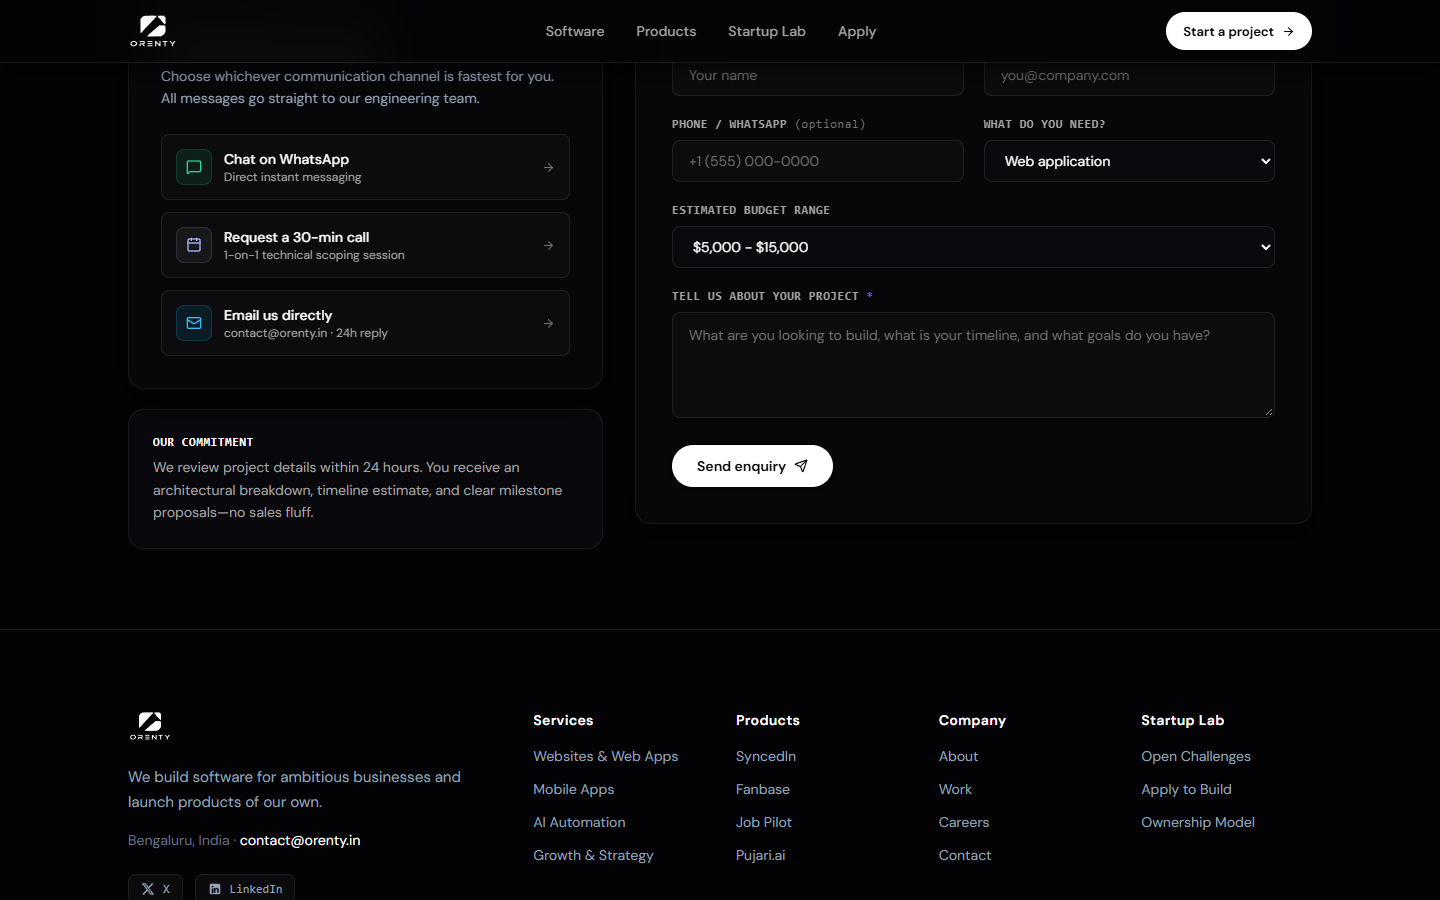 ORENTY
Software
Products
Startup Lab
Apply
Start a project
Choose whichever communication channel is fastest for you.
All messages go straight to our engineering team.
Chat on WhatsApp
Direct instant messaging
Request a 30-min call
1-on-1 technical scoping session
Email us directly
contact@orenty.in · 24h reply
OUR COMMITMENT
We review project details within 24 hours. You receive an
architectural breakdown, timeline estimate, and clear milestone
proposals—no sales fluff.
Your name
you@company.com
PHONE / WHATSAPP (optional)
WHAT DO YOU NEED?
+1 (555) 000-0000
Web application
ESTIMATED BUDGET RANGE
$5,000 – $15,000
TELL US ABOUT YOUR PROJECT *
What are you looking to build, what is your timeline, and what goals do you have?
Send enquiry
ORENTY
We build software for ambitious businesses and
launch products of our own.
Bengaluru, India · contact@orenty.in
X
LinkedIn
Services
Websites & Web Apps
Mobile Apps
AI Automation
Growth & Strategy
Products
SyncedIn
Fanbase
Job Pilot
Pujari.ai
Company
About
Work
Careers
Contact
Startup Lab
Open Challenges
Apply to Build
Ownership Model